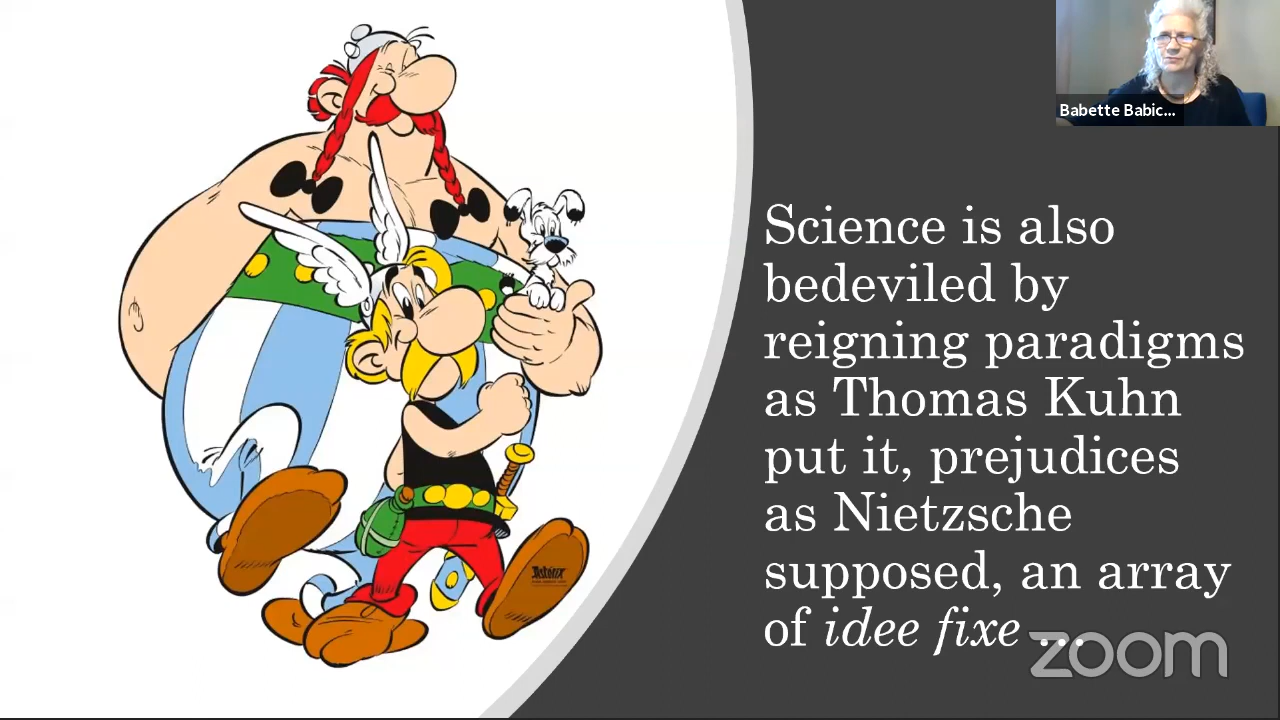 Babette Babic...
Science is also
bedeviled by
reigning paradigms
as Thomas Kuhn
put it, prejudices
as Nietzsche
supposed, an array
of idee fixe ...
zoom
Asterix